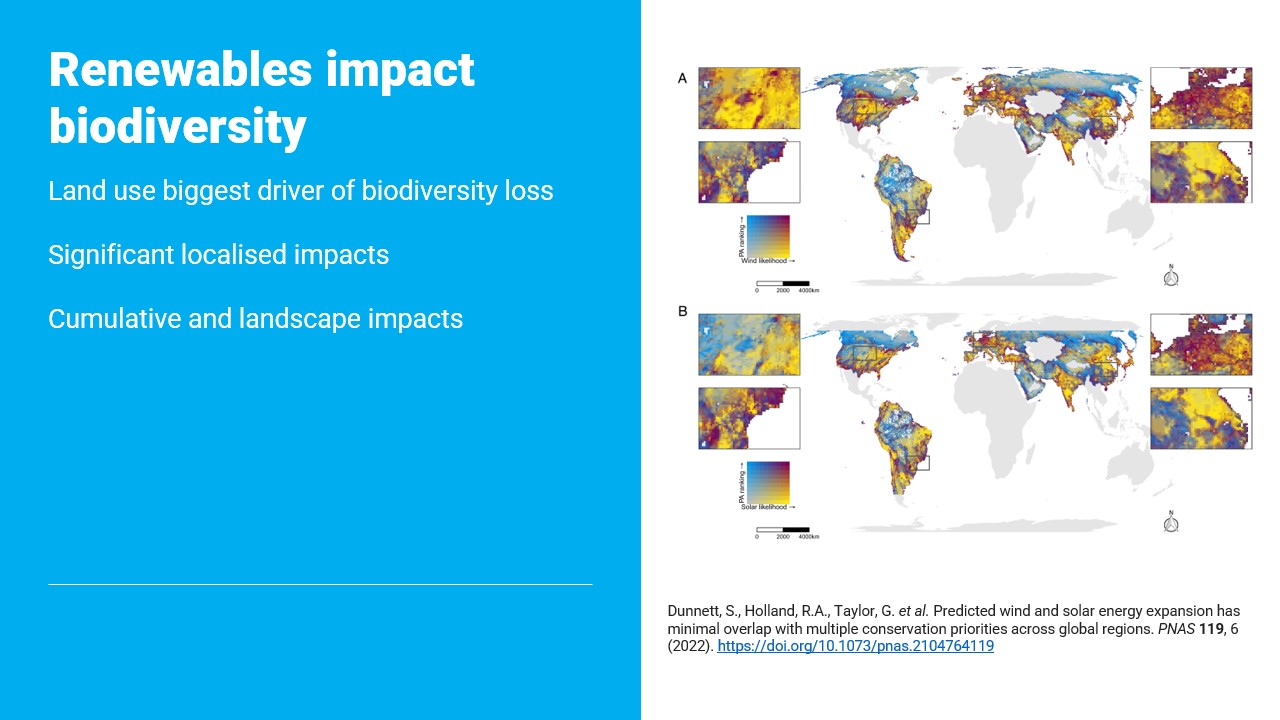 Renewables impact
biodiversity
Land use biggest driver of biodiversity loss
Significant localised impacts
Cumulative and landscape impacts
A
PA ranking →
Wind likelihood →
0 2000 4000km
N
B
PA ranking →
Solar likelihood →
0 2000 4000km
N
Dunnett, S., Holland, R.A., Taylor, G. et al. Predicted wind and solar energy expansion has
minimal overlap with multiple conservation priorities across global regions. PNAS 119, 6
(2022). https://doi.org/10.1073/pnas.2104764119